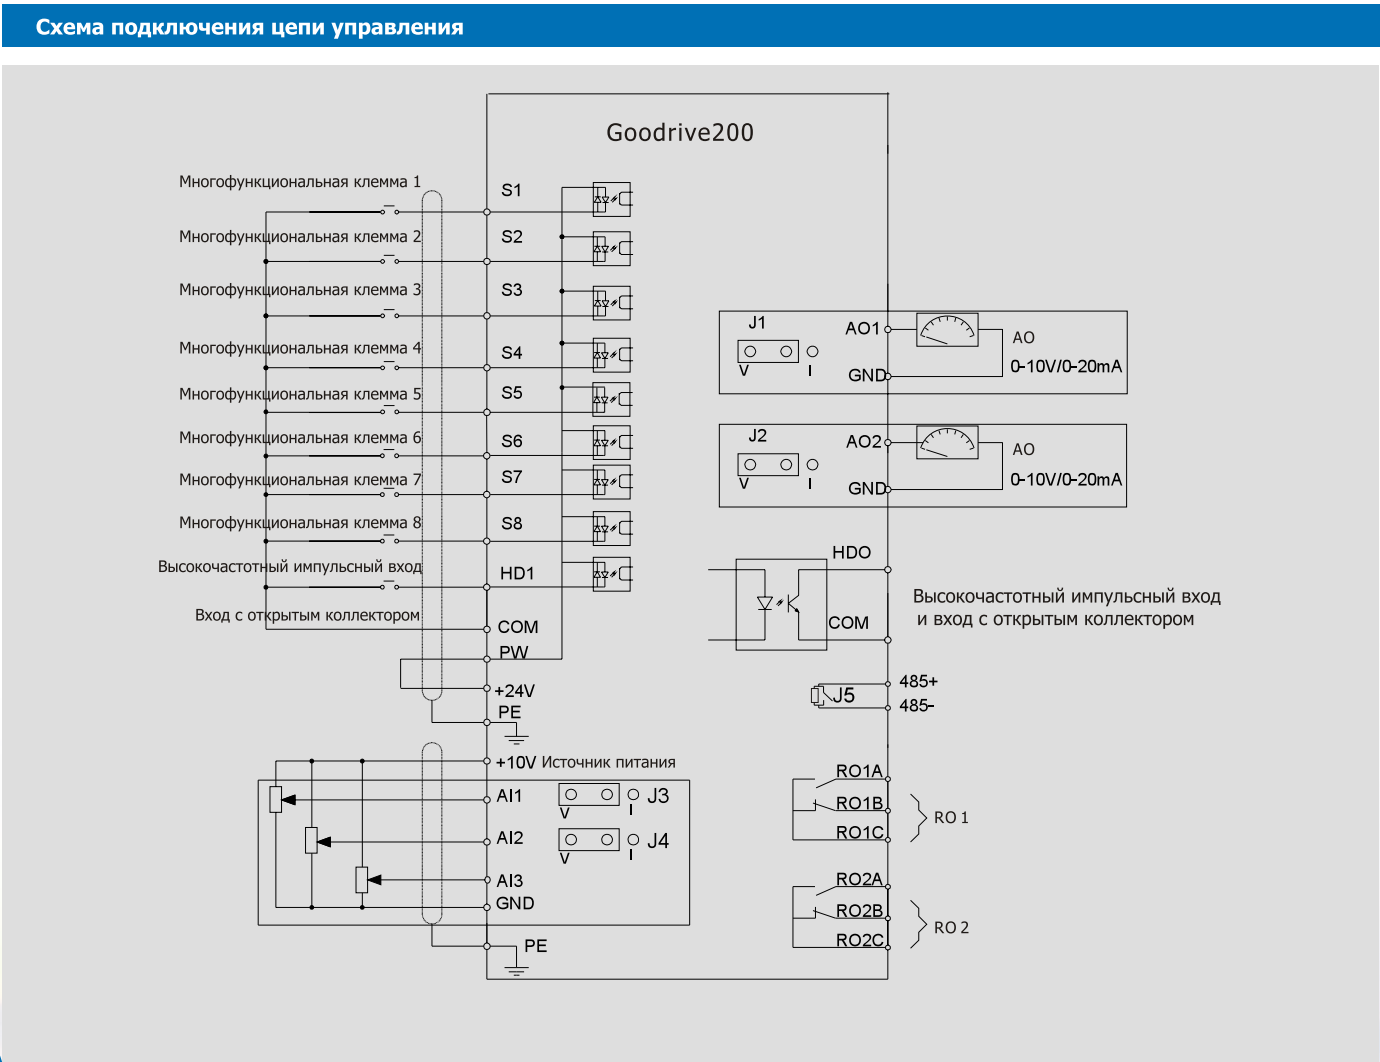 Схема подключения цепи управления
Goodrive200
Многофункциональная клемма 1
S1
Многофункциональная клемма 2
S2
Многофункциональная клемма 3
S3
Многофункциональная клемма 4
S4
Многофункциональная клемма 5
S5
Многофункциональная клемма 6
S6
Многофункциональная клемма 7
S7
Многофункциональная клемма 8
S8
Высокочастотный импульсный вход
HD1
Вход с открытым коллектором
COM
PW
+24V
PE
+10V Источник питания
AI1
J3
V
I
AI2
J4
V
I
AI3
GND
PE
J1
V
I
AO1
GND
AO
0-10V/0-20mA
J2
V
I
AO2
GND
AO
0-10V/0-20mA
HDO
COM
Высокочастотный импульсный вход
и вход с открытым коллектором
J5
485+
485-
RO1A
RO1B
RO1C
RO 1
RO2A
RO2B
RO2C
RO 2